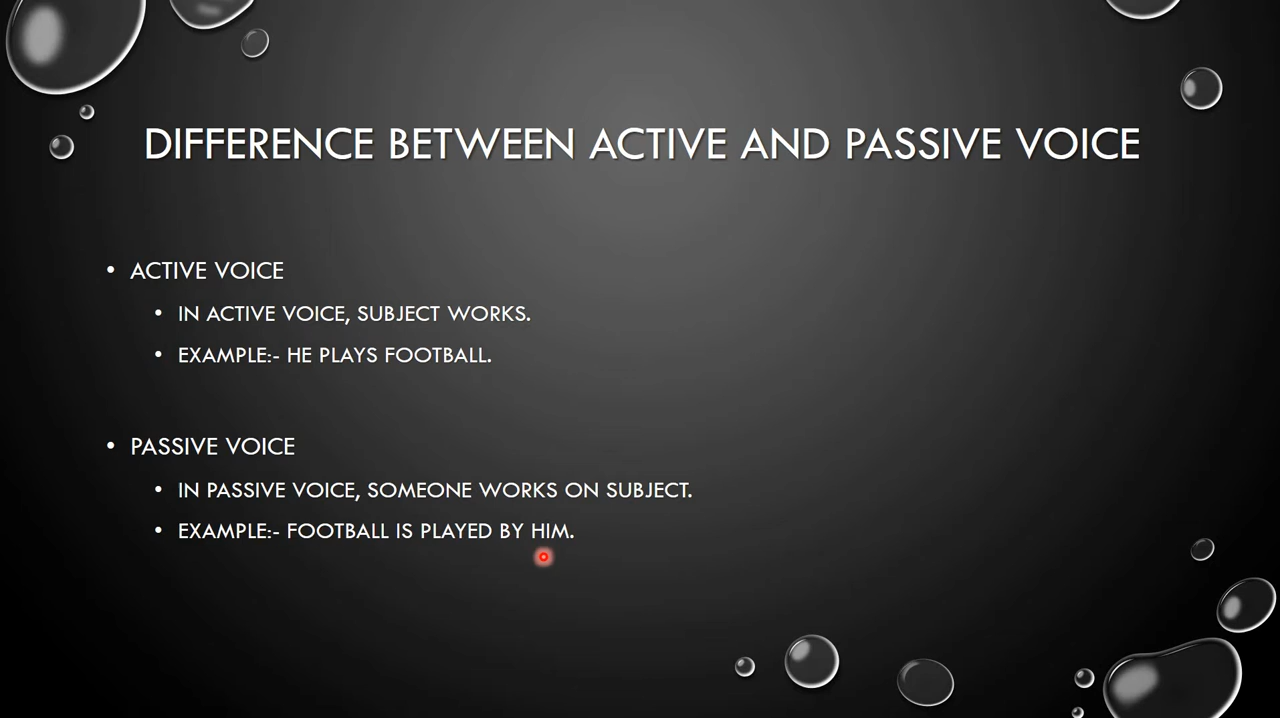 DIFFERENCE BETWEEN ACTIVE AND PASSIVE VOICE
• ACTIVE VOICE
• IN ACTIVE VOICE, SUBJECT WORKS.
• EXAMPLE:- HE PLAYS FOOTBALL.
• PASSIVE VOICE
• IN PASSIVE VOICE, SOMEONE WORKS ON SUBJECT.
• EXAMPLE:- FOOTBALL IS PLAYED BY HIM.